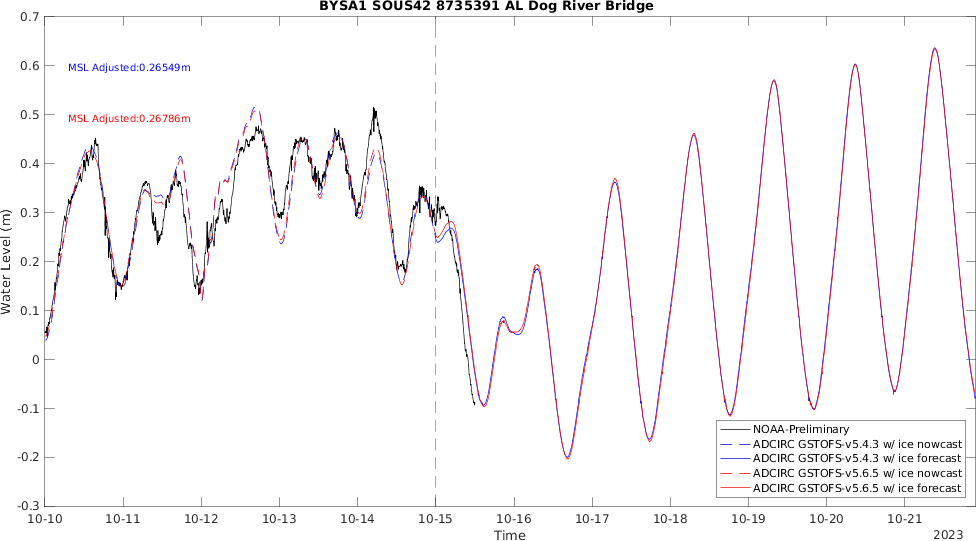 BYSA1 SOUS42 8735391 AL Dog River Bridge
0.7
0.6
0.5
0.4
0.3
0.2
0.1
0
-0.1
-0.2
-0.3
Water Level (m)
MSL Adjusted:0.26549m
MSL Adjusted:0.26786m
NOAA-Preliminary
ADCIRC GSTOFS-v5.4.3 w/ ice nowcast
ADCIRC GSTOFS-v5.4.3 w/ ice forecast
ADCIRC GSTOFS-v5.6.5 w/ ice nowcast
ADCIRC GSTOFS-v5.6.5 w/ ice forecast
10-10 10-11 10-12 10-13 10-14 10-15 10-16 10-17 10-18 10-19 10-20 10-21
Time
2023